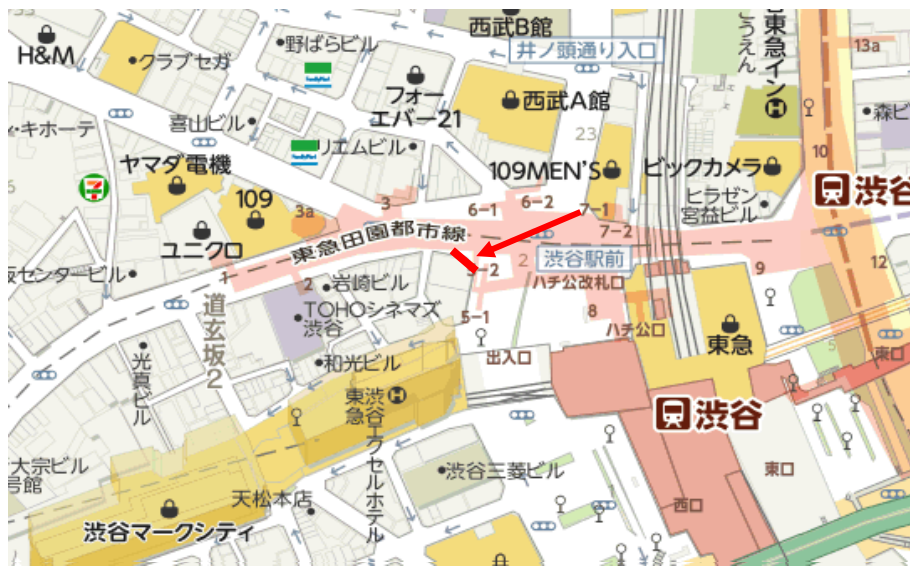 西武B館
H&M
野ばらビル
井ノ頭通り入口
東急イン
こうえん
13a
クラブセガ
FamilyMart
フォー
エバー21
西武A館
23
森ビ
喜山ビル
キホーテ
リエムビル
10
ヤマダ電機
109MEN'S
ビックカメラ
109
3a
3
6-1
6-2
7-1
7-2
ヒラゼン
宮益ビル
渋谷
ユニクロ
東急田園都市線
渋谷駅前
2
センタービル
1
2
岩崎ビル
-2
ハチ公改札口
9
12
道玄坂2
TOHOシネマズ
渋谷
5-1
8
ハチ公口
東急
東口
5
光真ビル
和光ビル
出入口
渋谷
東急
エクセルホテル
渋谷
大宗ビル
号館
天松本店
渋谷三菱ビル
東口
西口
渋谷マークシティ